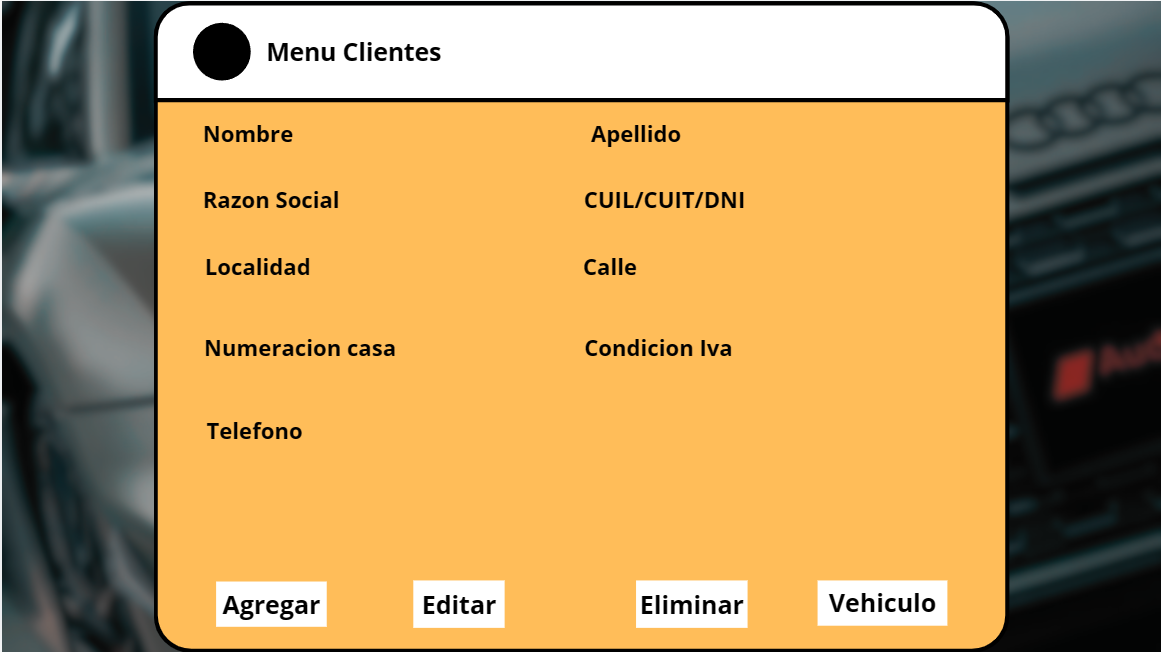 Menu Clientes
Nombre
Apellido
Razon Social
CUIL/CUIT/DNI
Localidad
Calle
Numeracion casa
Condicion Iva
Telefono
Agregar
Editar
Eliminar
Vehiculo